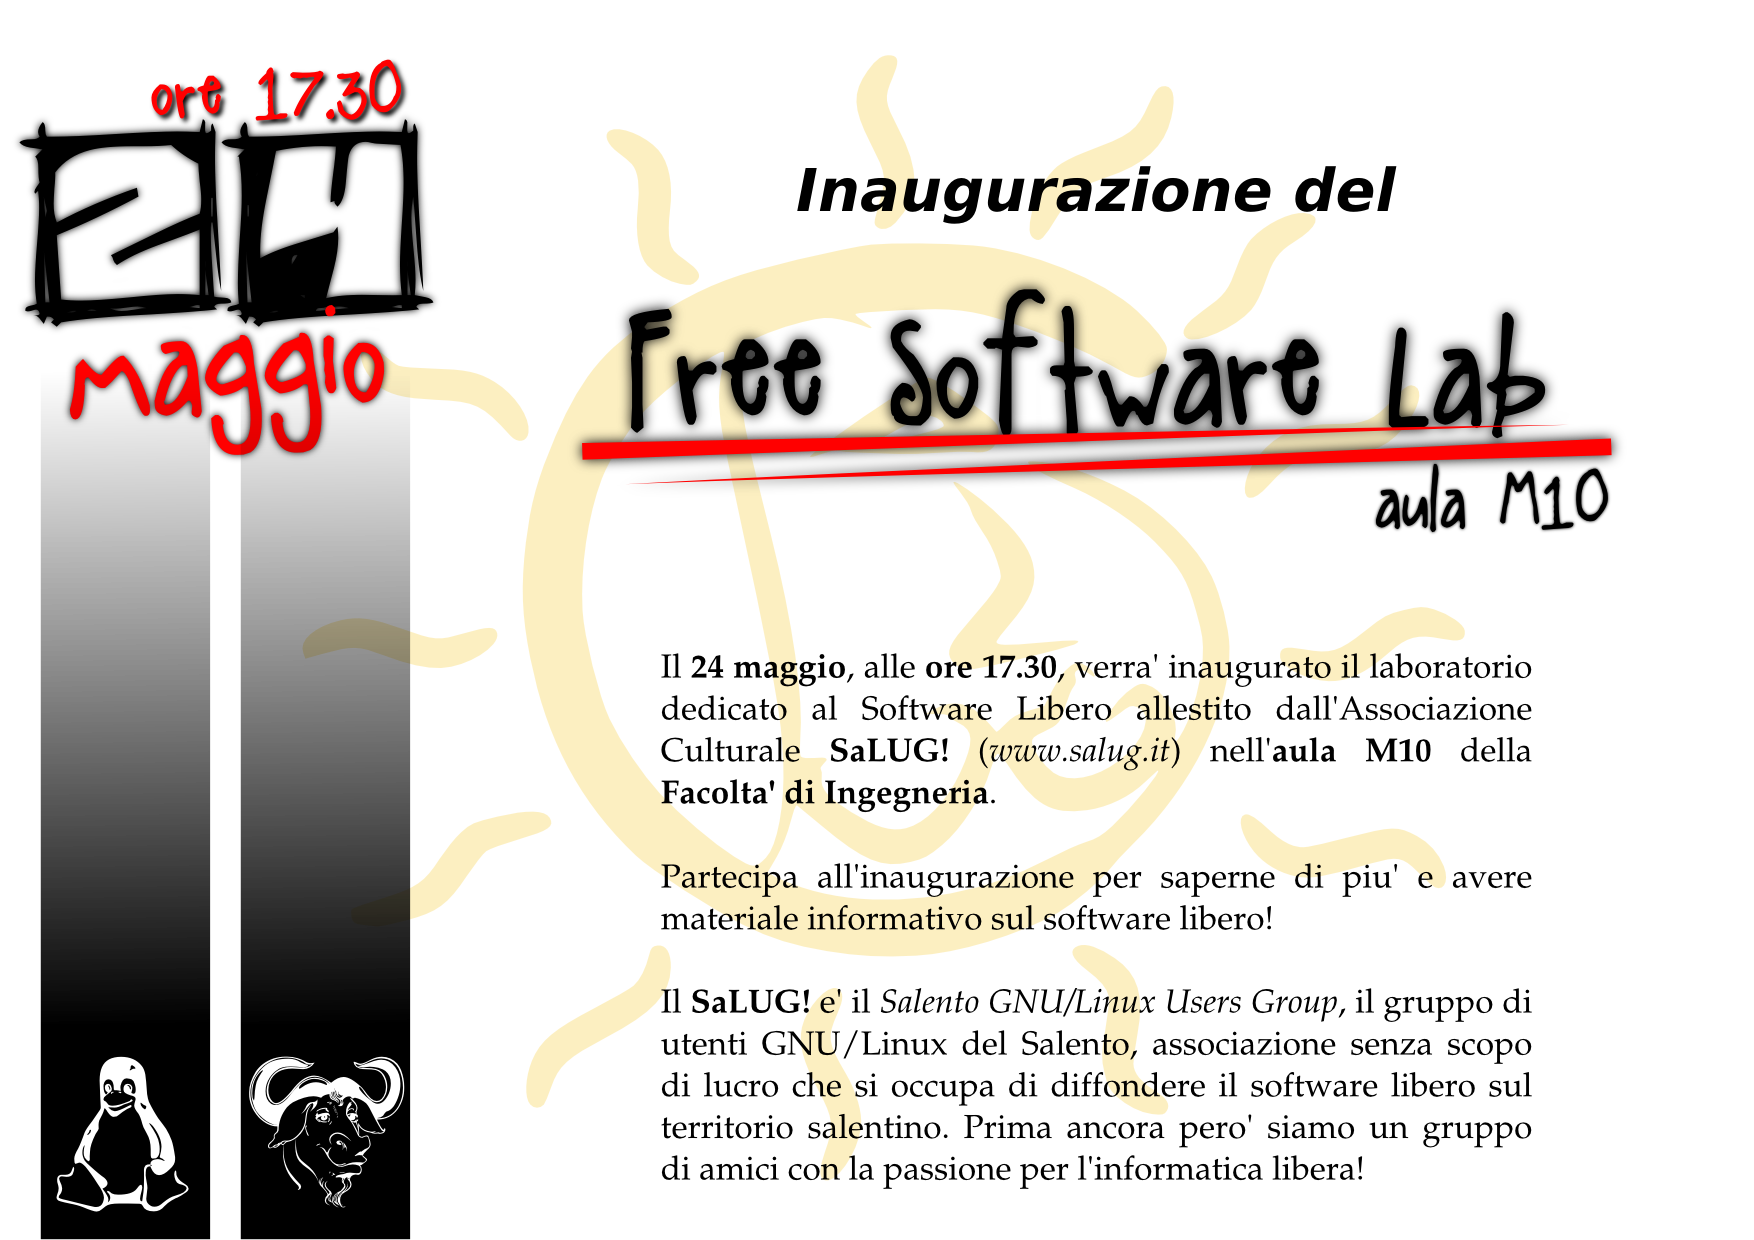 ore 17.30
24
maggio
Inaugurazione del
Free Software Lab
aula M10
Il 24 maggio, alle ore 17.30, verra' inaugurato il laboratorio
dedicato al Software Libero allestito dall'Associazione
Culturale SaLUG! (www.salug.it) nell'aula M10 della
Facolta' di Ingegneria.
Partecipa all'inaugurazione per saperne di piu' e avere
materiale informativo sul software libero!
Il SaLUG! e' il Salento GNU/Linux Users Group, il gruppo di
utenti GNU/Linux del Salento, associazione senza scopo
di lucro che si occupa di diffondere il software libero sul
territorio salentino. Prima ancora pero' siamo un gruppo
di amici con la passione per l'informatica libera!